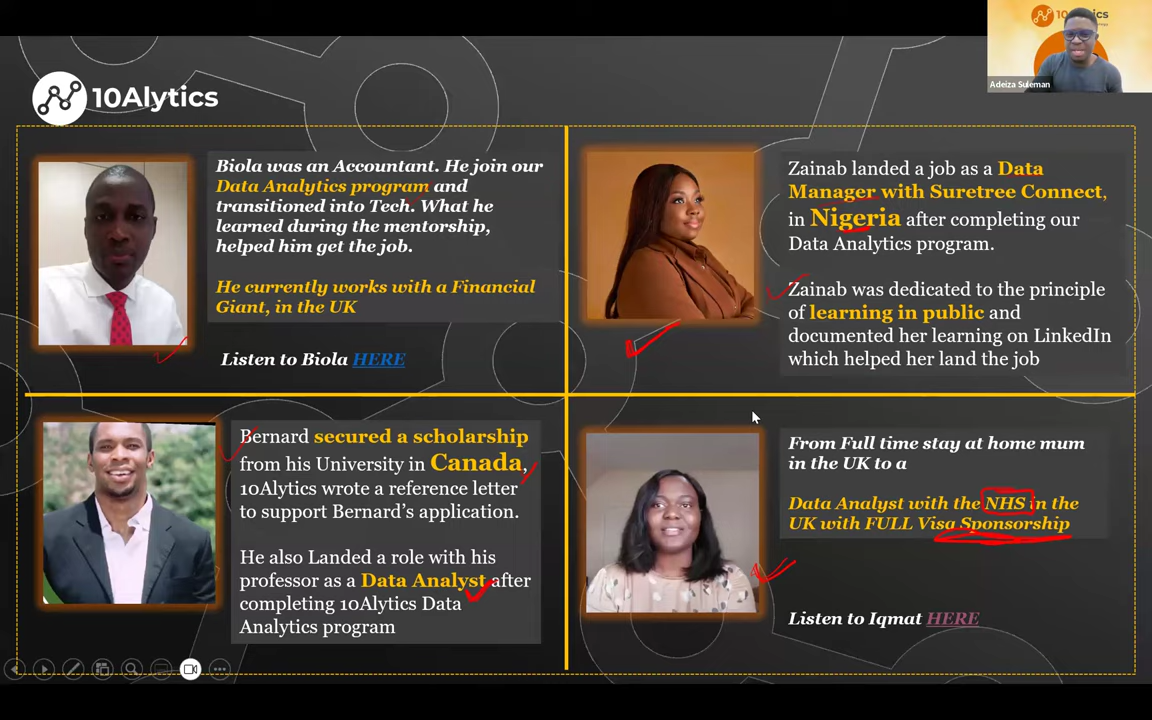 10Alytics
Adeiza Suleman
10Alytics
Biola was an Accountant. He join our
Data Analytics program and
transitioned into Tech. What he
learned during the mentorship,
helped him get the job.
He currently works with a Financial
Giant, in the UK
Listen to Biola HERE
Zainab landed a job as a Data
Manager with Suretree Connect,
in Nigeria after completing our
Data Analytics program.
Zainab was dedicated to the principle
of learning in public and
documented her learning on LinkedIn
which helped her land the job
Bernard secured a scholarship
from his University in Canada,
10Alytics wrote a reference letter
to support Bernard's application.
He also Landed a role with his
professor as a Data Analyst after
completing 10Alytics Data
Analytics program
From Full time stay at home mum
in the UK to a
Data Analyst with the NHS in the
UK with FULL Visa Sponsorship
Listen to Iqmat HERE